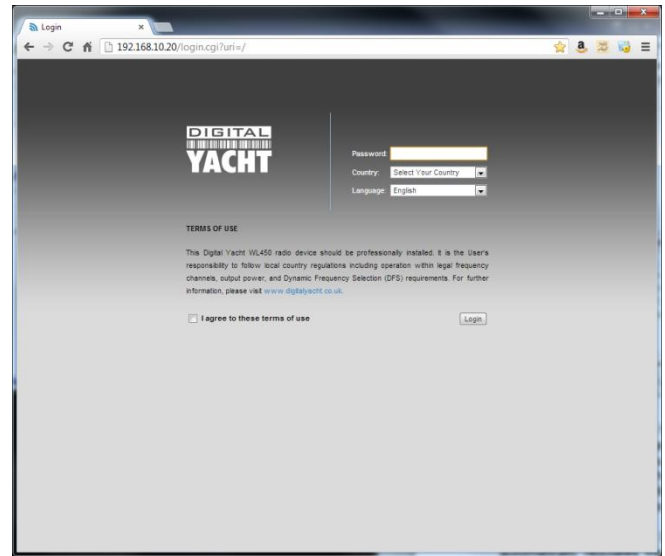 Login
192.168.10.20/login.cgi?uri=/
DIGITAL
YACHT
Password:
Country: Select Your Country
Language: English
TERMS OF USE
This Digital Yacht WL450 radio device should be professionally installed. It is the User's
responsibility to follow local country regulations including operation within legal frequency
channels, output power, and Dynamic Frequency Selection (DFS) requirements. For further
information, please visit www.digitalyacht.co.uk.
I agree to these terms of use
Login